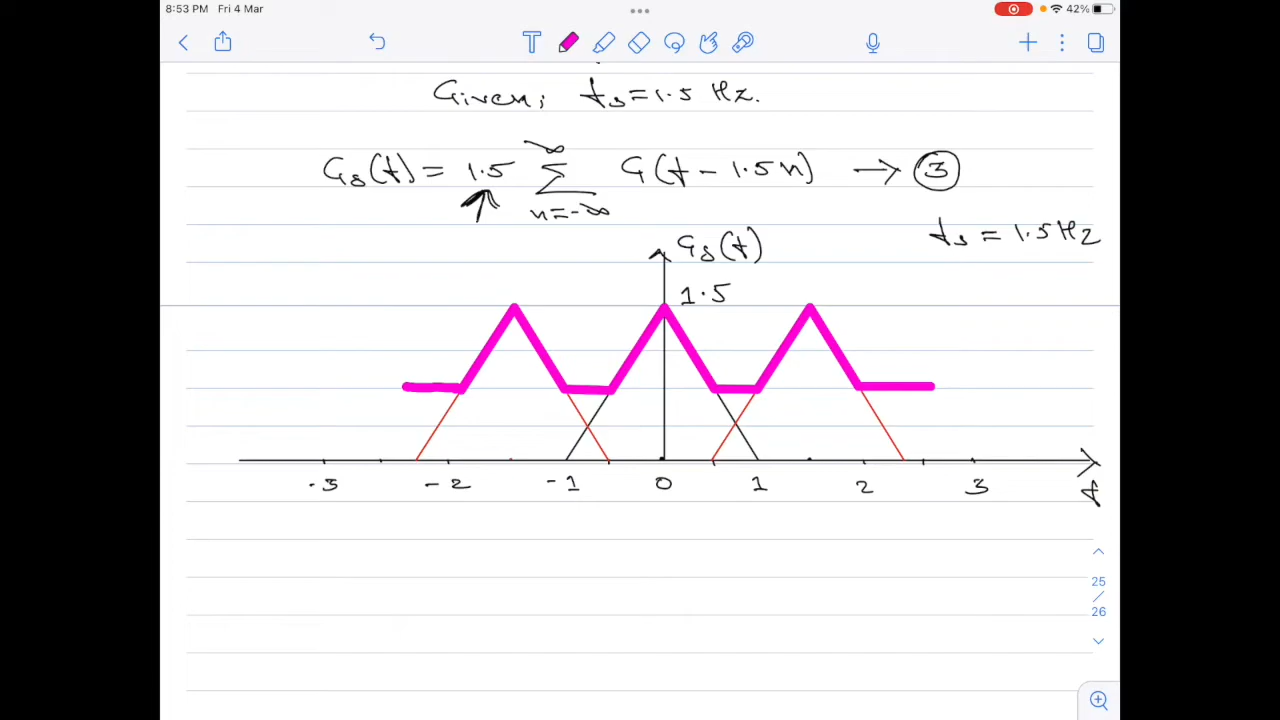 8:53 PM Fri 4 Mar
42%
T
Given; fs = 1.5 Hz.
Gδ(f) = 1.5 ∑ G(f - 1.5n) → ③
∞
n=-∞
fs = 1.5 Hz
Gδ(f)
1.5
-3 -2 -1 0 1 2 3 f
25
/
26